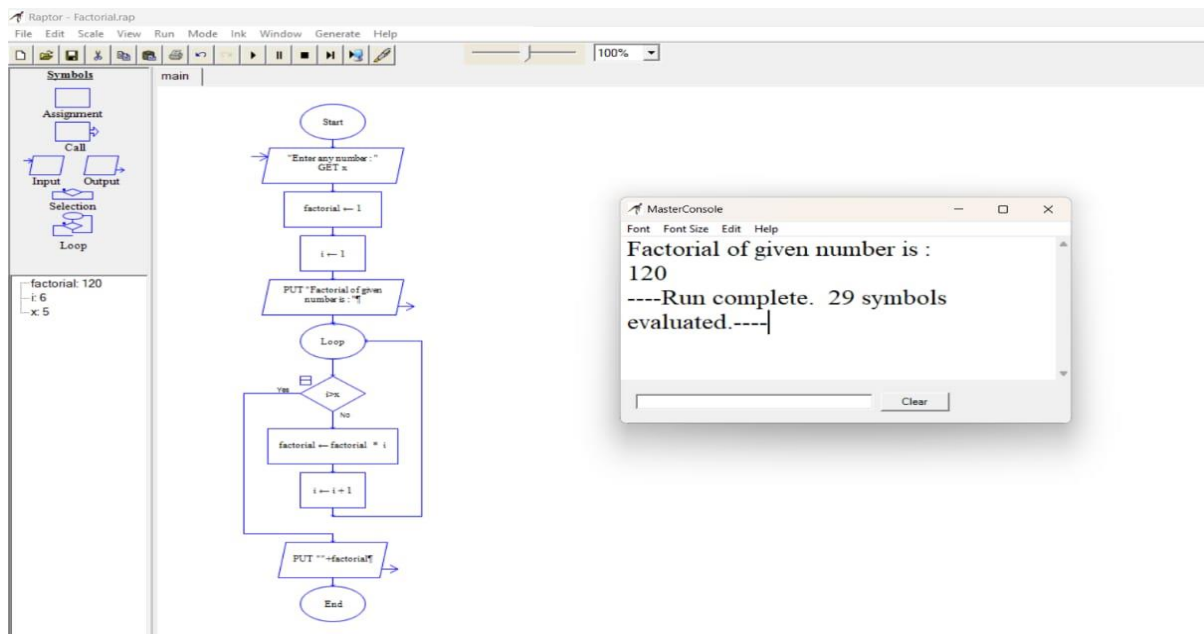 Raptor - Factorial.rap
File Edit Scale View Run Mode Ink Window Generate Help
100%
Symbols
Assignment
Call
Input Output
Selection
Loop
factorial: 120
i: 6
x: 5
main
Start
"Enter any number : "
GET x
factorial ← 1
i ← 1
PUT "Factorial of given
number is : "¶
Loop
Yes
i>x
No
factorial ← factorial * i
i ← i + 1
PUT ""+factorial¶
End
MasterConsole
Font Font Size Edit Help
Factorial of given number is :
120
----Run complete. 29 symbols
evaluated.----
Clear